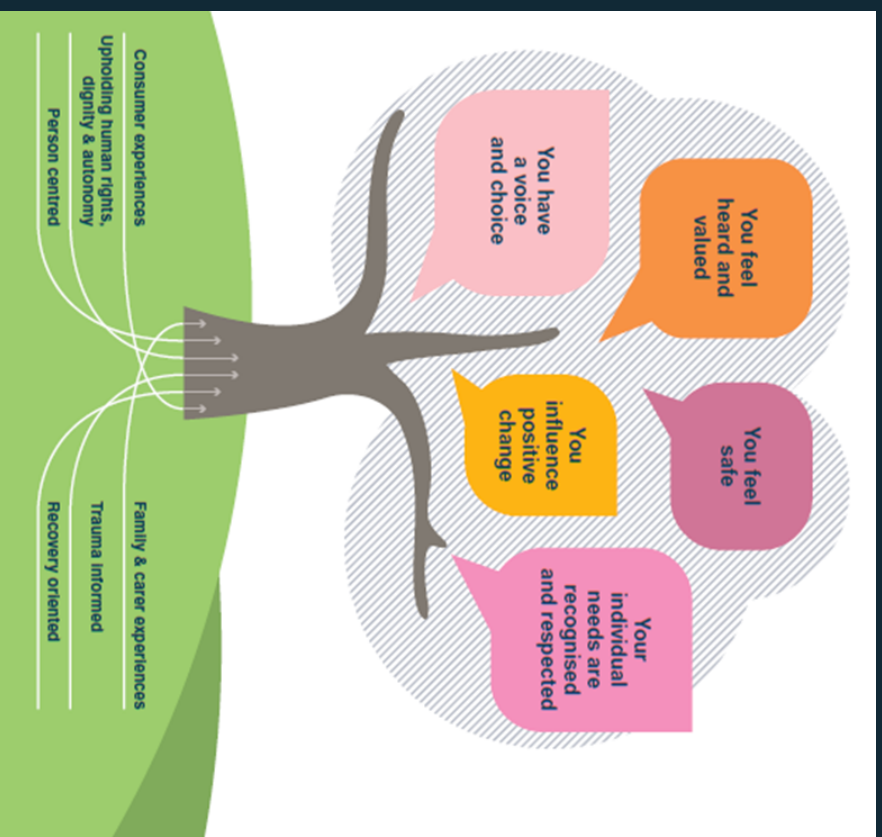 You feel
heard and
valued
You feel
safe
You have
a voice
and choice
You
influence
positive
change
Your
individual
needs are
recognised
and respected
Consumer experiences
Upholding human rights,
dignity & autonomy
Person centred
Family & carer experiences
Trauma informed
Recovery oriented